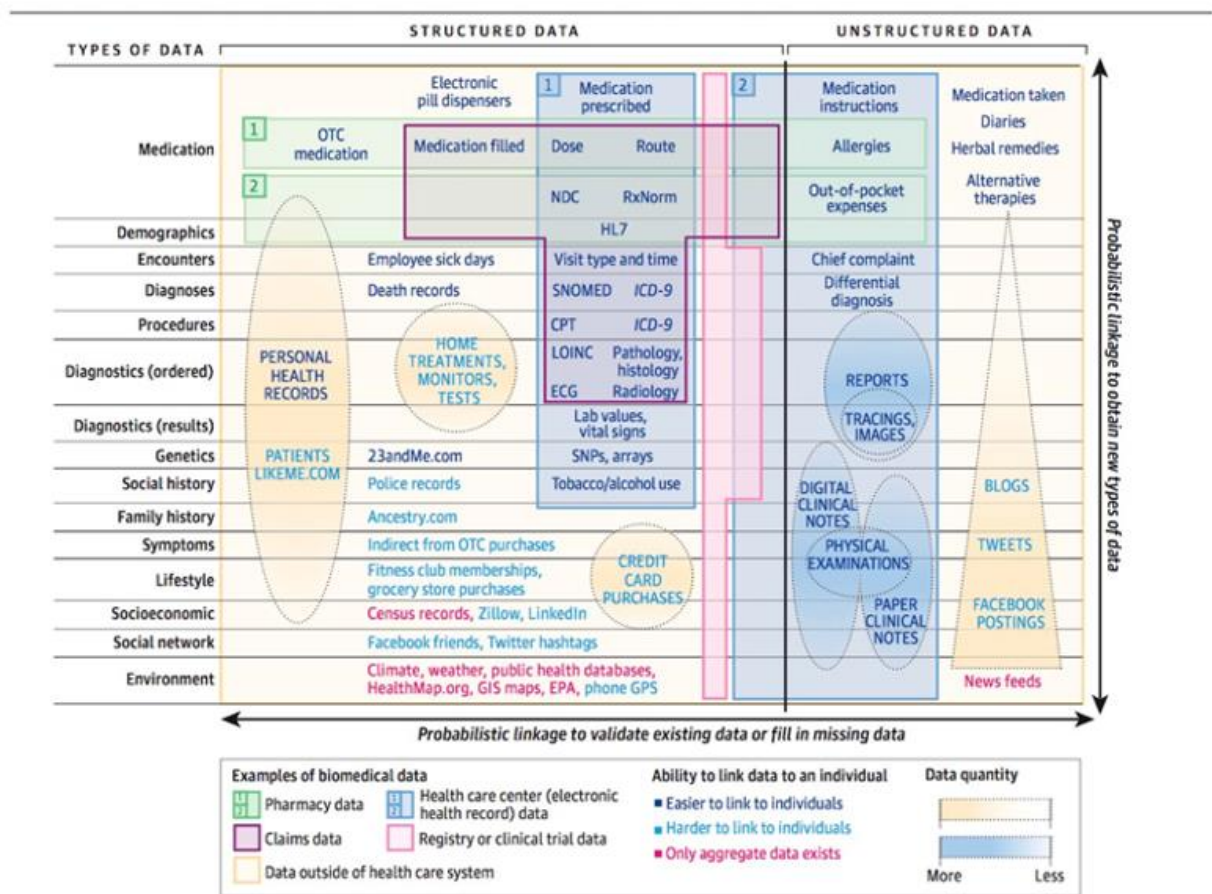 STRUCTURED DATA
UNSTRUCTURED DATA
TYPES OF DATA
1
2
Electronic
pill dispensers
Medication
prescribed
Medication
instructions
Medication taken
Diaries
Herbal remedies
Alternative
therapies
Medication
1
OTC
medication
Medication filled
Dose
Route
Allergies
2
NDC
RxNorm
Out-of-pocket
expenses
Demographics
HL7
Encounters
Employee sick days
Visit type and time
Chief complaint
Diagnoses
Death records
SNOMED
ICD-9
Differential
diagnosis
Procedures
CPT
ICD-9
Diagnostics (ordered)
PERSONAL
HEALTH
RECORDS
HOME
TREATMENTS,
MONITORS,
TESTS
LOINC
Pathology,
histology
ECG
Radiology
REPORTS
TRACINGS,
IMAGES
Diagnostics (results)
Lab values,
vital signs
Genetics
PATIENTS
LIKEME.COM
23andMe.com
SNPs, arrays
Social history
Police records
Tobacco/alcohol use
DIGITAL
CLINICAL
NOTES
BLOGS
Family history
Ancestry.com
Symptoms
Indirect from OTC purchases
CREDIT
CARD
PURCHASES
PHYSICAL
EXAMINATIONS
TWEETS
Lifestyle
Fitness club memberships,
grocery store purchases
Socioeconomic
Census records, Zillow, LinkedIn
PAPER
CLINICAL
NOTES
FACEBOOK
POSTINGS
Social network
Facebook friends, Twitter hashtags
Environment
Climate, weather, public health databases,
HealthMap.org, GIS maps, EPA, phone GPS
News feeds
Probabilistic linkage to obtain new types of data
Probabilistic linkage to validate existing data or fill in missing data
Examples of biomedical data
1
2
Pharmacy data
1
2
Health care center (electronic
health record) data
Claims data
Registry or clinical trial data
Data outside of health care system
Ability to link data to an individual
Easier to link to individuals
Harder to link to individuals
Only aggregate data exists
Data quantity
More
Less